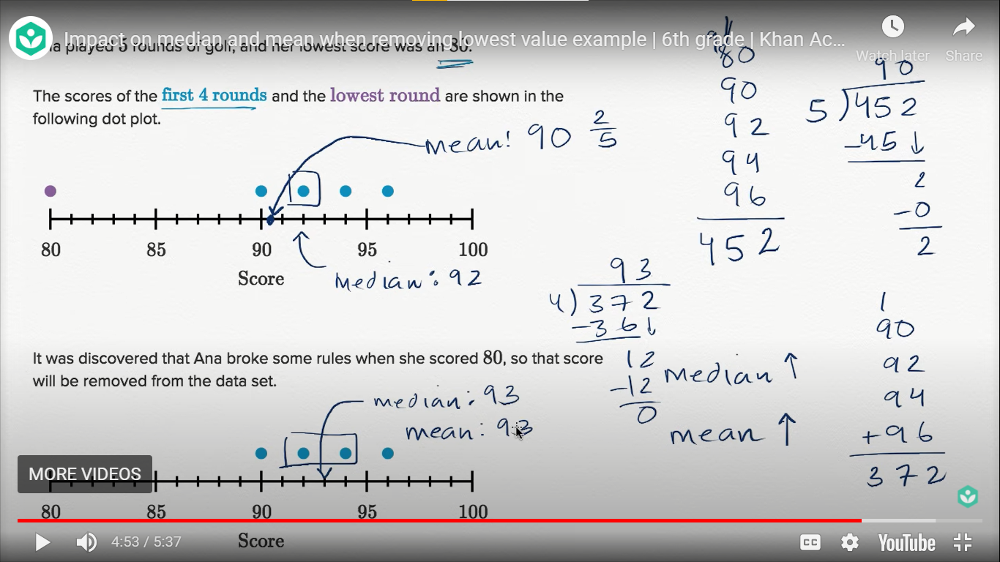 Impact on median and mean when removing lowest value example | 6th grade | Khan Ac...
Watch later
Share
played 5 rounds of golf, and her lowest score was an 80.
The scores of the first 4 rounds and the lowest round are shown in the
following dot plot.
mean: 90 2/5
80 85 90 95 100
Score
median: 92
80
90
92
94
96
452
90
5)452
-45
2
-0
2
93
4)372
-36
12
-12
0
It was discovered that Ana broke some rules when she scored 80, so that score
will be removed from the data set.
median: 93
mean: 93
median ↑
mean ↑
1
90
92
94
+96
372
MORE VIDEOS
80 85 90 95 100
Score
4:53 / 5:37
CC
YouTube